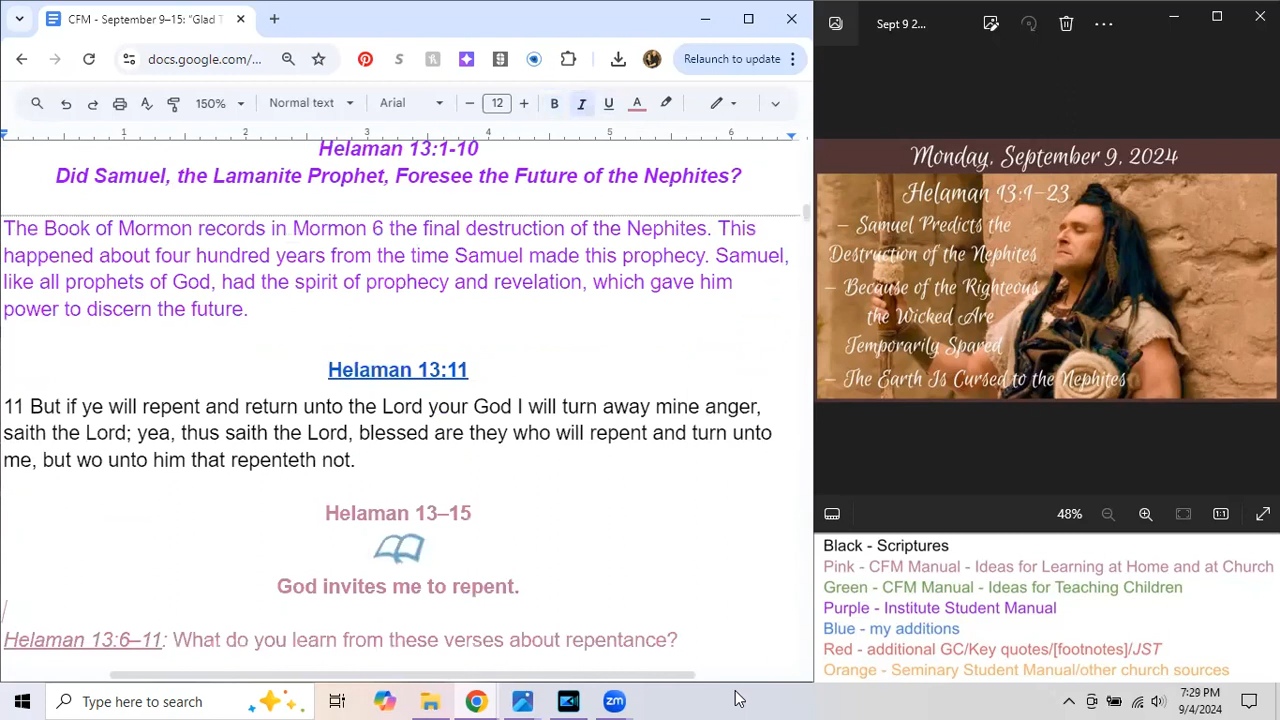 CFM - September 9–15: “Glad T
docs.google.com/...
Relaunch to update
150%
Normal text
Arial
12
B
I
U
A
1
2
3
4
5
6
Helaman 13:1-10
Did Samuel, the Lamanite Prophet, Foresee the Future of the Nephites?
The Book of Mormon records in Mormon 6 the final destruction of the Nephites. This
happened about four hundred years from the time Samuel made this prophecy. Samuel,
like all prophets of God, had the spirit of prophecy and revelation, which gave him
power to discern the future.
Helaman 13:11
11 But if ye will repent and return unto the Lord your God I will turn away mine anger,
saith the Lord; yea, thus saith the Lord, blessed are they who will repent and turn unto
me, but wo unto him that repenteth not.
Helaman 13–15
God invites me to repent.
Helaman 13:6–11: What do you learn from these verses about repentance?
Sept 9 2...
Monday, September 9, 2024
Helaman 13:1-23
- Samuel Predicts the
Destruction of the Nephites
- Because of the Righteous
the Wicked Are
Temporarily Spared
- The Earth Is Cursed to the Nephites
48%
1:1
Black - Scriptures
Pink - CFM Manual - Ideas for Learning at Home and at Church
Green - CFM Manual - Ideas for Teaching Children
Purple - Institute Student Manual
Blue - my additions
Red - additional GC/Key quotes/[footnotes]/JST
Orange - Seminary Student Manual/other church sources
Type here to search
zm
7:29 PM
9/4/2024